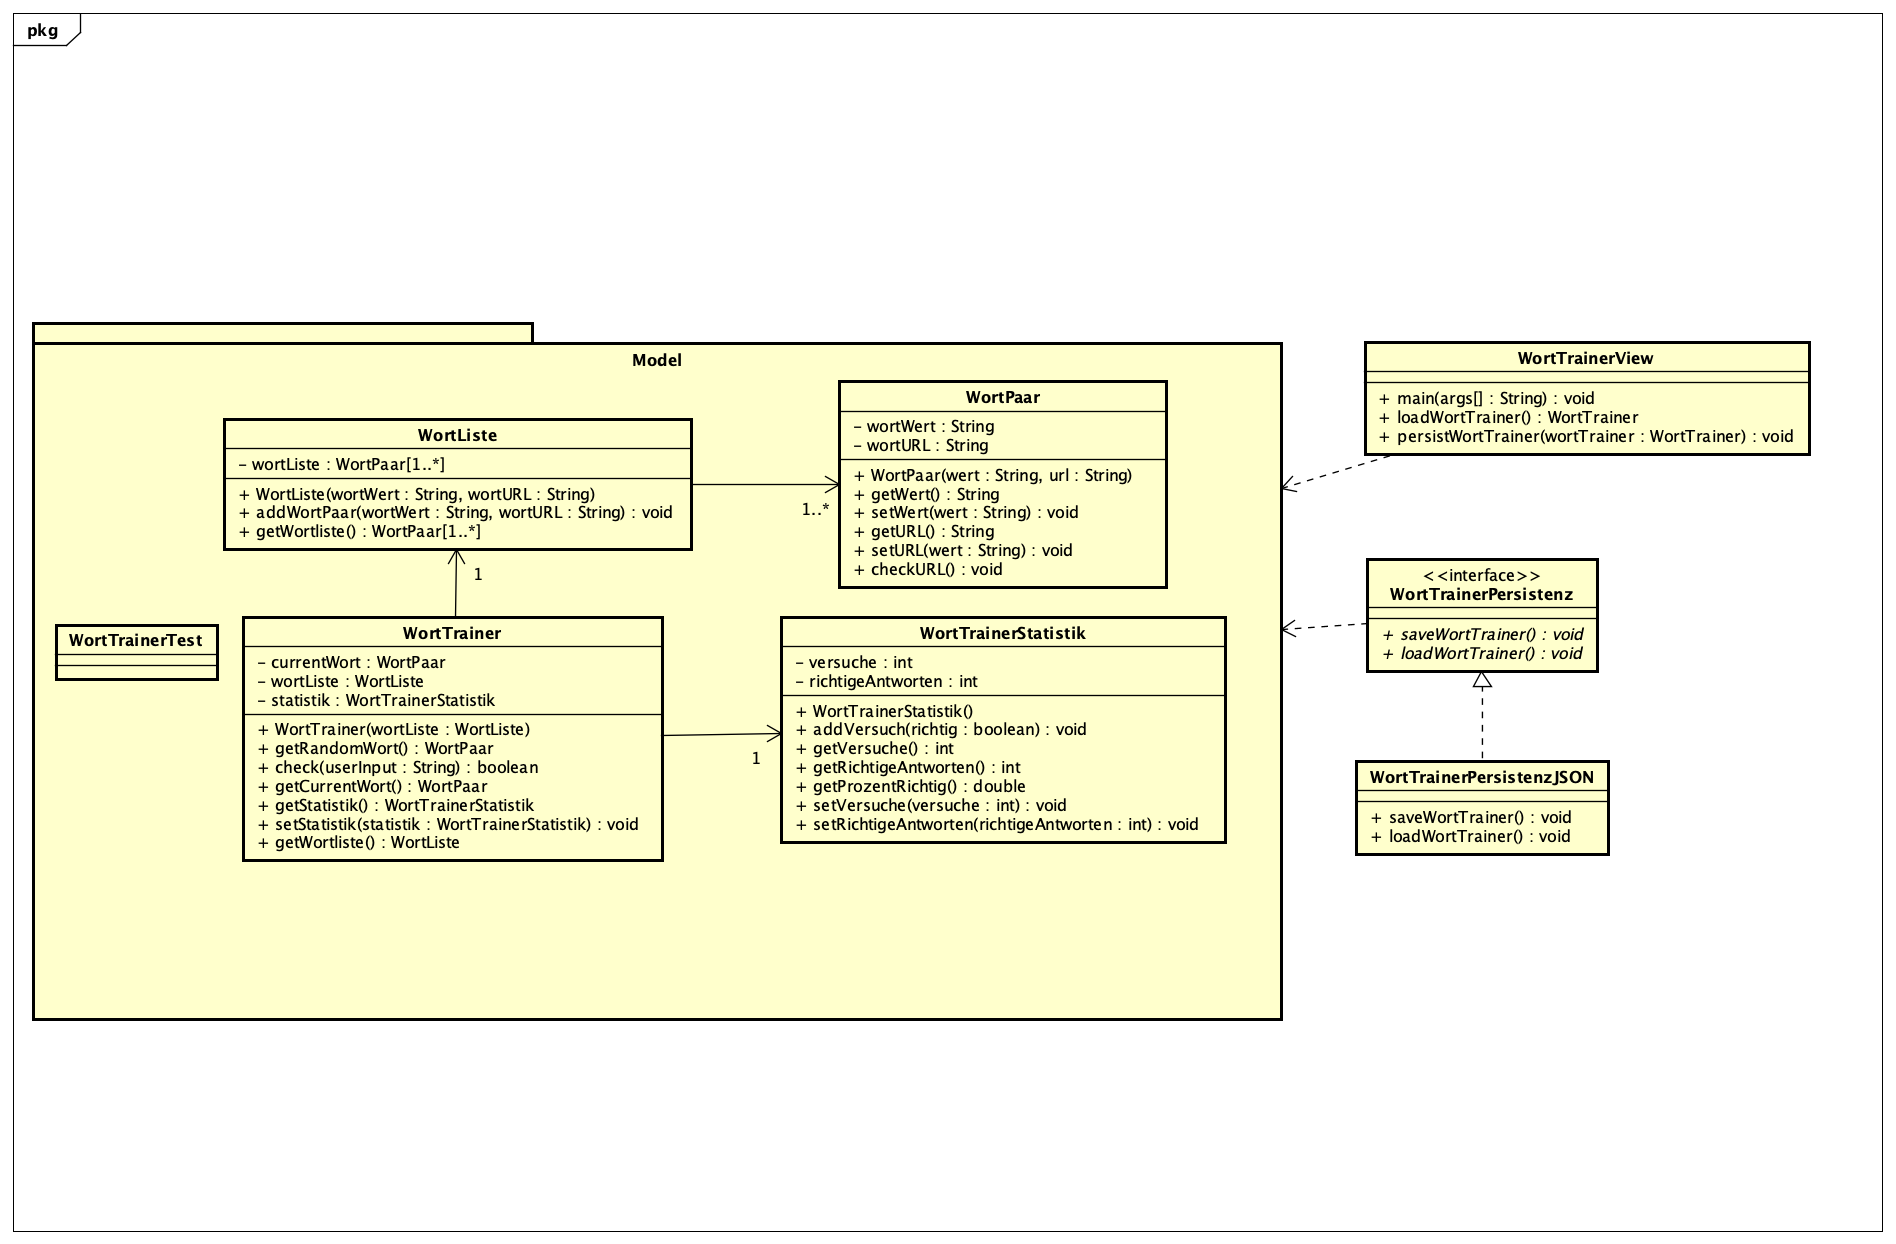 pkg
Model
WortListe
– wortListe : WortPaar[1..*]
+ WortListe(wortWert : String, wortURL : String)
+ addWortPaar(wortWert : String, wortURL : String) : void
+ getWortliste() : WortPaar[1..*]
1..*
WortPaar
– wortWert : String
– wortURL : String
+ WortPaar(wert : String, url : String)
+ getWert() : String
+ setWert(wert : String) : void
+ getURL() : String
+ setURL(wert : String) : void
+ checkURL() : void
1
WortTrainerTest
WortTrainer
– currentWort : WortPaar
– wortListe : WortListe
– statistik : WortTrainerStatistik
+ WortTrainer(wortListe : WortListe)
+ getRandomWort() : WortPaar
+ check(userInput : String) : boolean
+ getCurrentWort() : WortPaar
+ getStatistik() : WortTrainerStatistik
+ setStatistik(statistik : WortTrainerStatistik) : void
+ getWortliste() : WortListe
1
WortTrainerStatistik
– versuche : int
– richtigeAntworten : int
+ WortTrainerStatistik()
+ addVersuch(richtig : boolean) : void
+ getVersuche() : int
+ getRichtigeAntworten() : int
+ getProzentRichtig() : double
+ setVersuche(versuche : int) : void
+ setRichtigeAntworten(richtigeAntworten : int) : void
WortTrainerView
+ main(args[] : String) : void
+ loadWortTrainer() : WortTrainer
+ persistWortTrainer(wortTrainer : WortTrainer) : void
<<interface>>
WortTrainerPersistenz
+ saveWortTrainer() : void
+ loadWortTrainer() : void
WortTrainerPersistenzJSON
+ saveWortTrainer() : void
+ loadWortTrainer() : void